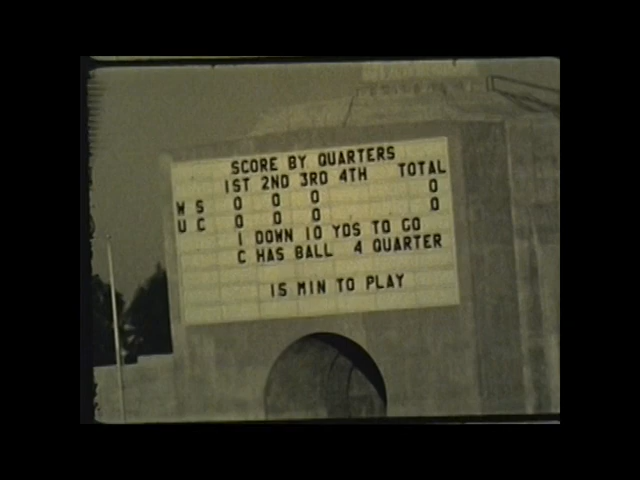 SCORE BY QUARTERS
1ST 2ND 3RD 4TH TOTAL
W S 0 0 0 0
U C 0 0 0 0
1 DOWN 10 YDS TO GO
C HAS BALL 4 QUARTER
15 MIN TO PLAY